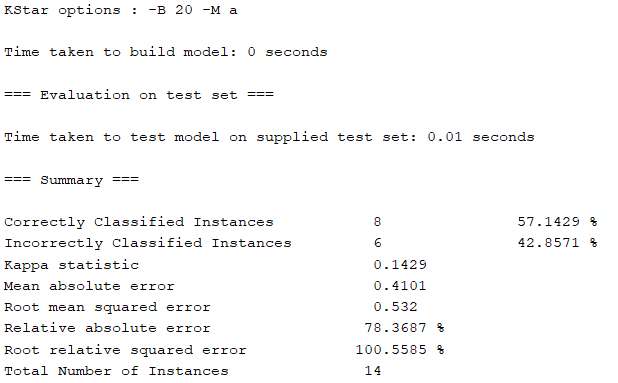 KStar options : -B 20 -M a
Time taken to build model: 0 seconds
=== Evaluation on test set ===
Time taken to test model on supplied test set: 0.01 seconds
=== Summary ===
Correctly Classified Instances 8 57.1429 %
Incorrectly Classified Instances 6 42.8571 %
Kappa statistic 0.1429
Mean absolute error 0.4101
Root mean squared error 0.532
Relative absolute error 78.3687 %
Root relative squared error 100.5585 %
Total Number of Instances 14